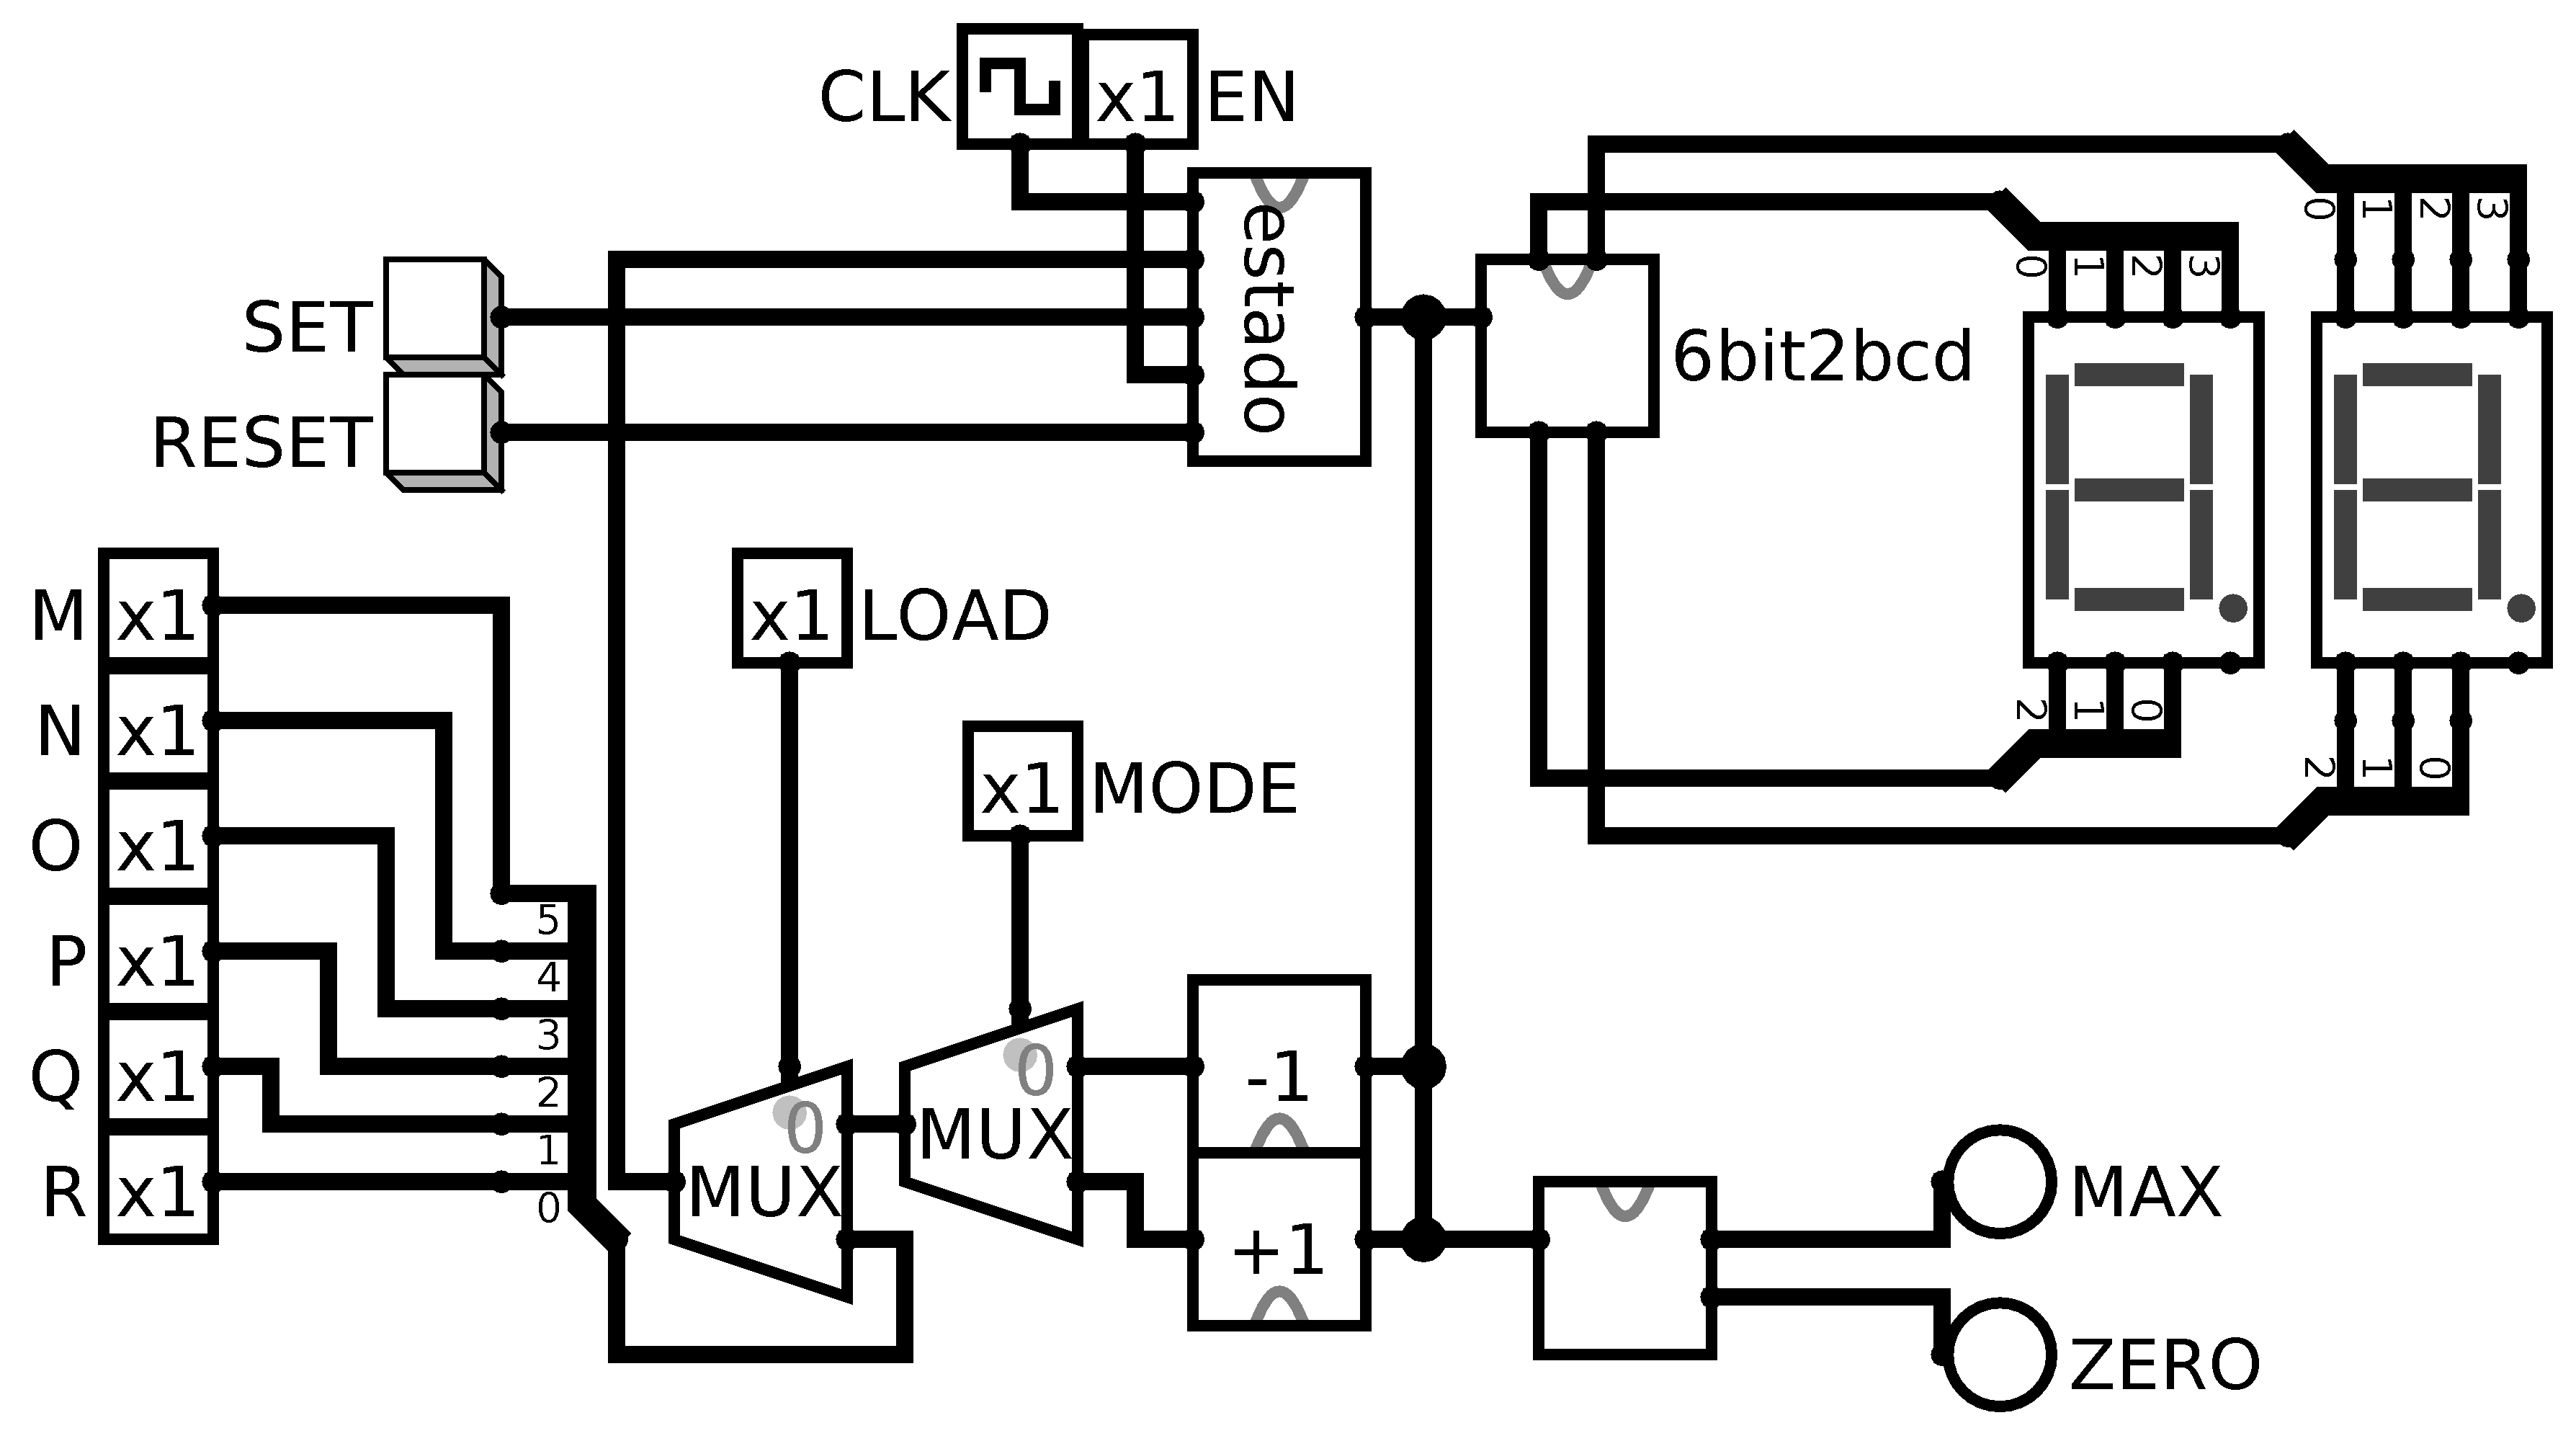 CLK x1 EN
estado
SET
RESET
6bit2bcd
0 1 2 3
0 1 2 3
2 1 0
2 1 0
M x1
N x1
O x1
P x1
Q x1
R x1
5
4
3
2
1
0
x1 LOAD
x1 MODE
0
MUX
0
MUX
-1
+1
MAX
ZERO